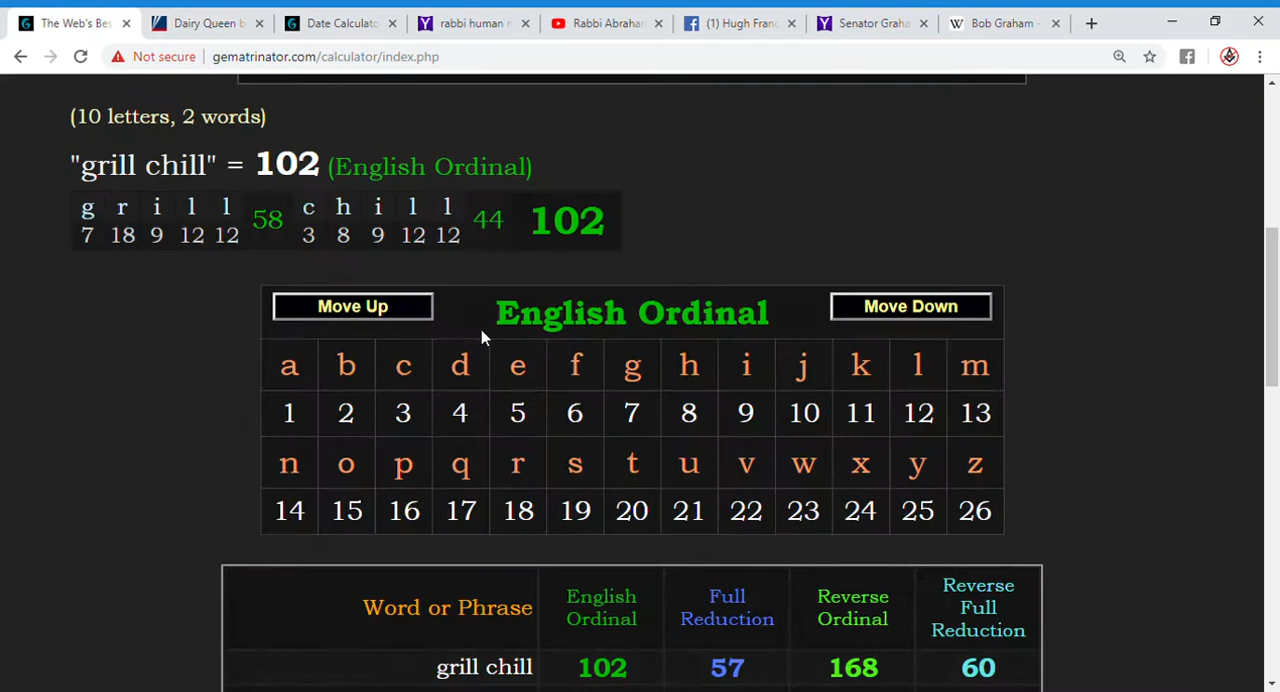 The Web's Bes
Dairy Queen b
Date Calculato
rabbi human r
Rabbi Abrahan
(1) Hugh Franc
Senator Graha
Bob Graham -
Not secure | gematrinator.com/calculator/index.php
(10 letters, 2 words)
"grill chill" = 102 (English Ordinal)
g r i l l 58 c h i l l 44 102
7 18 9 12 12 3 8 9 12 12
Move Up English Ordinal Move Down
a b c d e f g h i j k l m
1 2 3 4 5 6 7 8 9 10 11 12 13
n o p q r s t u v w x y z
14 15 16 17 18 19 20 21 22 23 24 25 26
Word or Phrase English Ordinal Full Reduction Reverse Ordinal Reverse Full Reduction
grill chill 102 57 168 60